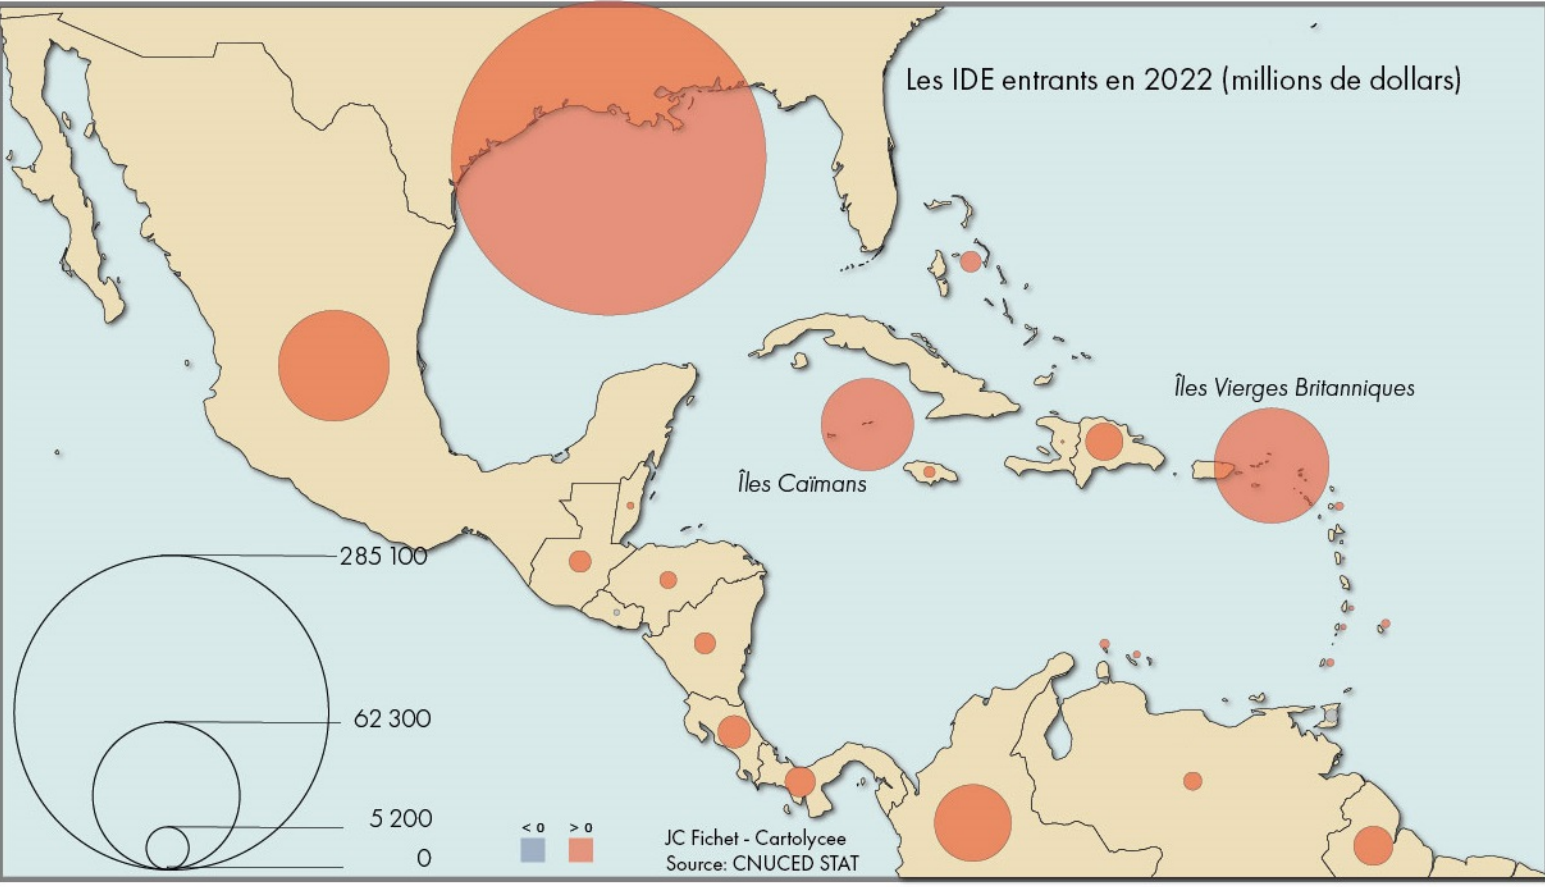 Les IDE entrants en 2022 (millions de dollars)
Îles Vierges Britanniques
Îles Caïmans
285 100
62 300
5 200
0
< 0 > 0
JC Fichet - Cartolycee
Source: CNUCED STAT